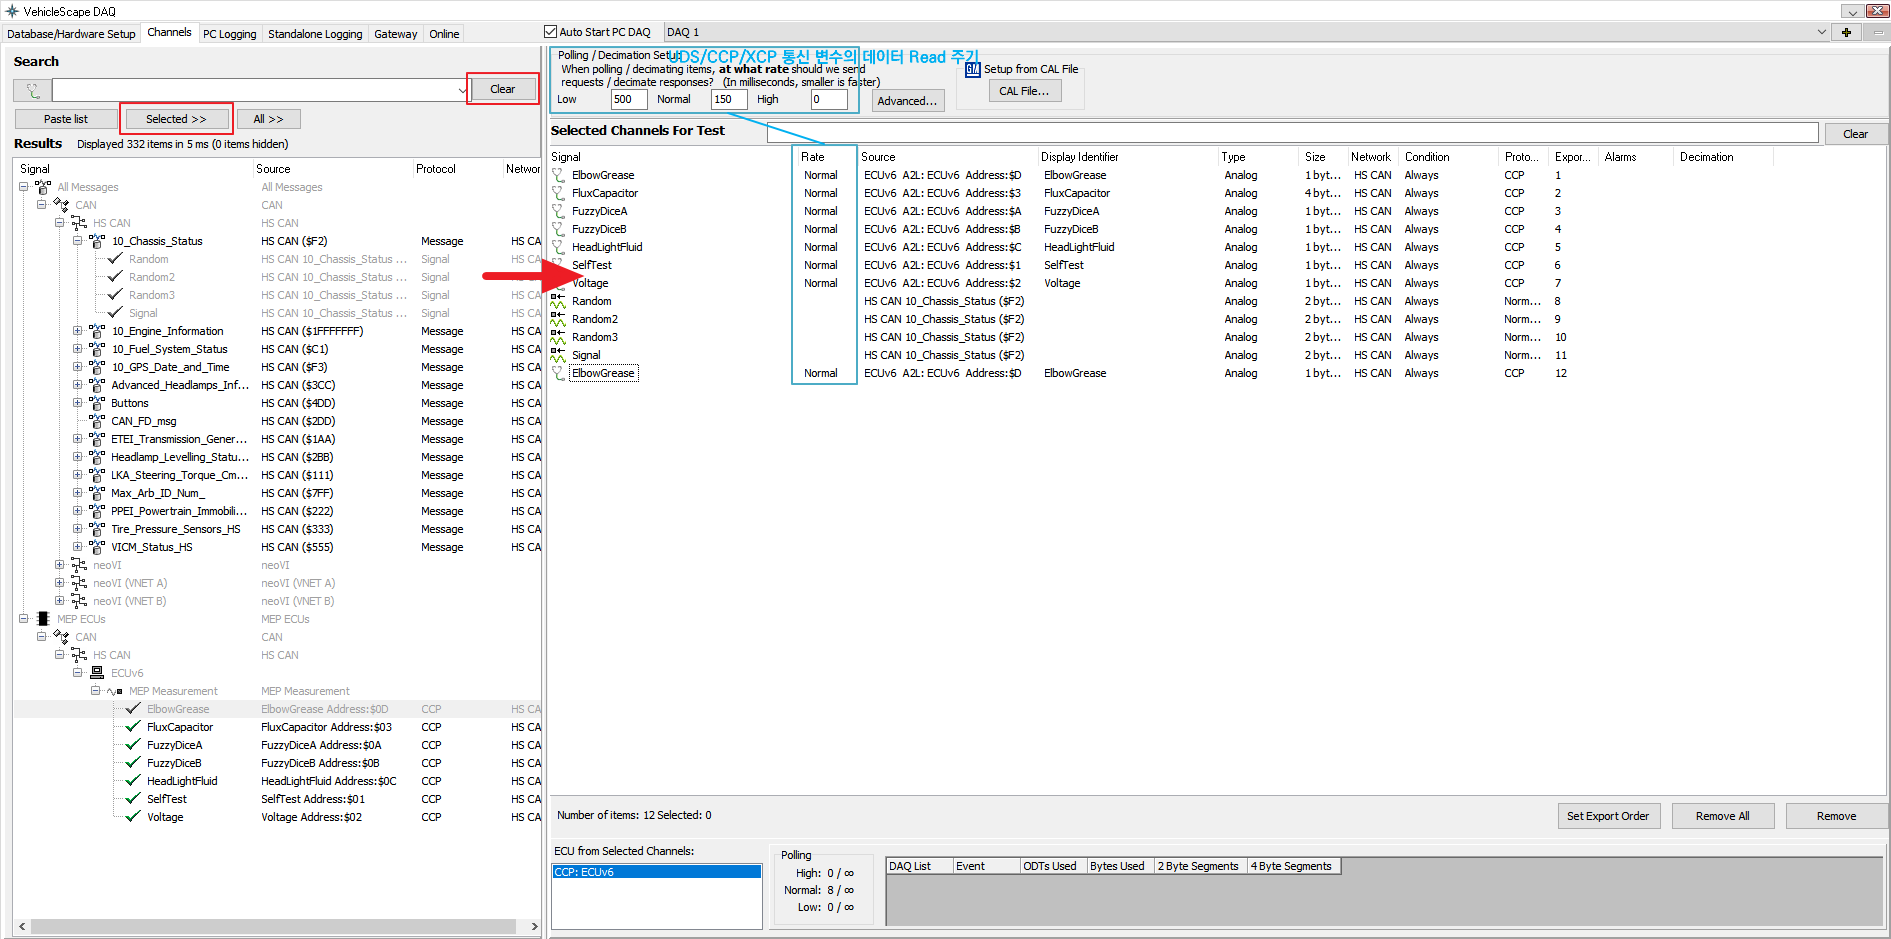 VehicleScape DAQ
Database/Hardware Setup Channels PC Logging Standalone Logging Gateway Online
Auto Start PC DAQ DAQ 1
Search
Clear
Paste list Selected >> All >>
Results Displayed 332 items in 5 ms (0 items hidden)
Signal Source Protocol Networ
All Messages All Messages
CAN CAN
HS CAN HS CAN
10_Chassis_Status HS CAN ($F2) Message HS CA
Random HS CAN 10_Chassis_Status ... Signal HS CA
Random2 HS CAN 10_Chassis_Status ... Signal HS CA
Random3 HS CAN 10_Chassis_Status ... Signal HS CA
Signal HS CAN 10_Chassis_Status ... Signal HS CA
10_Engine_Information HS CAN ($1FFFFFFF) Message HS CA
10_Fuel_System_Status HS CAN ($C1) Message HS CA
10_GPS_Date_and_Time HS CAN ($F3) Message HS CA
Advanced_Headlamps_Inf... HS CAN ($3CC) Message HS CA
Buttons HS CAN ($4DD) Message HS CA
CAN_FD_msg HS CAN ($2DD) Message HS CA
ETEI_Transmission_Gener... HS CAN ($1AA) Message HS CA
Headlamp_Levelling_Statu... HS CAN ($2BB) Message HS CA
LKA_Steering_Torque_Cm... HS CAN ($111) Message HS CA
Max_Arb_ID_Num_ HS CAN ($7FF) Message HS CA
PPEI_Powertrain_Immobili... HS CAN ($222) Message HS CA
Tire_Pressure_Sensors_HS HS CAN ($333) Message HS CA
VICM_Status_HS HS CAN ($555) Message HS CA
neoVI neoVI
neoVI (VNET A) neoVI (VNET A)
neoVI (VNET B) neoVI (VNET B)
MEP ECUs MEP ECUs
CAN CAN
HS CAN HS CAN
ECUv6
MEP Measurement MEP Measurement
ElbowGrease ElbowGrease Address:$0D CCP HS CA
FluxCapacitor FluxCapacitor Address:$03 CCP HS CA
FuzzyDiceA FuzzyDiceA Address:$0A CCP HS CA
FuzzyDiceB FuzzyDiceB Address:$0B CCP HS CA
HeadLightFluid HeadLightFluid Address:$0C CCP HS CA
SelfTest SelfTest Address:$01 CCP HS CA
Voltage Voltage Address:$02 CCP HS CA
Polling / Decimation Setup
UDS/CCP/XCP 통신 변수의 데이터 Read 주기
When polling / decimating items, at what rate should we send
requests / decimate responses? (In milliseconds, smaller is faster)
Low 500 Normal 150 High 0 Advanced...
GM Setup from CAL File
CAL File...
Selected Channels For Test Clear
Signal Rate Source Display Identifier Type Size Network Condition Proto... Expor... Alarms Decimation
ElbowGrease Normal ECUv6 A2L: ECUv6 Address:$D ElbowGrease Analog 1 byt... HS CAN Always CCP 1
FluxCapacitor Normal ECUv6 A2L: ECUv6 Address:$3 FluxCapacitor Analog 4 byt... HS CAN Always CCP 2
FuzzyDiceA Normal ECUv6 A2L: ECUv6 Address:$A FuzzyDiceA Analog 1 byt... HS CAN Always CCP 3
FuzzyDiceB Normal ECUv6 A2L: ECUv6 Address:$B FuzzyDiceB Analog 1 byt... HS CAN Always CCP 4
HeadLightFluid Normal ECUv6 A2L: ECUv6 Address:$C HeadLightFluid Analog 1 byt... HS CAN Always CCP 5
SelfTest Normal ECUv6 A2L: ECUv6 Address:$1 SelfTest Analog 1 byt... HS CAN Always CCP 6
Voltage Normal ECUv6 A2L: ECUv6 Address:$2 Voltage Analog 1 byt... HS CAN Always CCP 7
Random HS CAN 10_Chassis_Status ($F2) Analog 2 byt... HS CAN Always Norm... 8
Random2 HS CAN 10_Chassis_Status ($F2) Analog 2 byt... HS CAN Always Norm... 9
Random3 HS CAN 10_Chassis_Status ($F2) Analog 2 byt... HS CAN Always Norm... 10
Signal HS CAN 10_Chassis_Status ($F2) Analog 2 byt... HS CAN Always Norm... 11
ElbowGrease Normal ECUv6 A2L: ECUv6 Address:$D ElbowGrease Analog 1 byt... HS CAN Always CCP 12
Number of items: 12 Selected: 0 Set Export Order Remove All Remove
ECU from Selected Channels:
CCP: ECUv6
Polling
High: 0 / ∞
Normal: 8 / ∞
Low: 0 / ∞
DAQ List Event ODTs Used Bytes Used 2 Byte Segments 4 Byte Segments